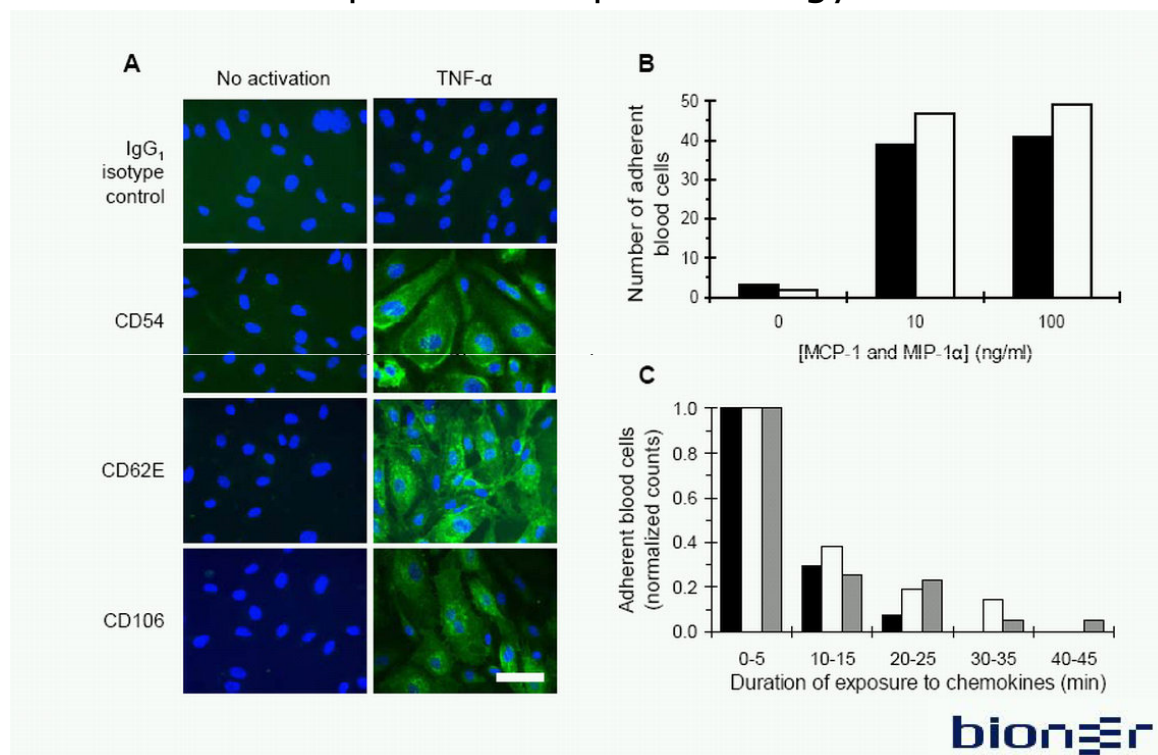 A
No activation
TNF-α
IgG1
isotype
control
CD54
CD62E
CD106
B
Number of adherent
blood cells
50
40
30
20
10
0
0
10
100
[MCP-1 and MIP-1α] (ng/ml)
C
Adherent blood cells
(normalized counts)
1.0
0.8
0.6
0.4
0.2
0.0
0-5
10-15
20-25
30-35
40-45
Duration of exposure to chemokines (min)
bioneer